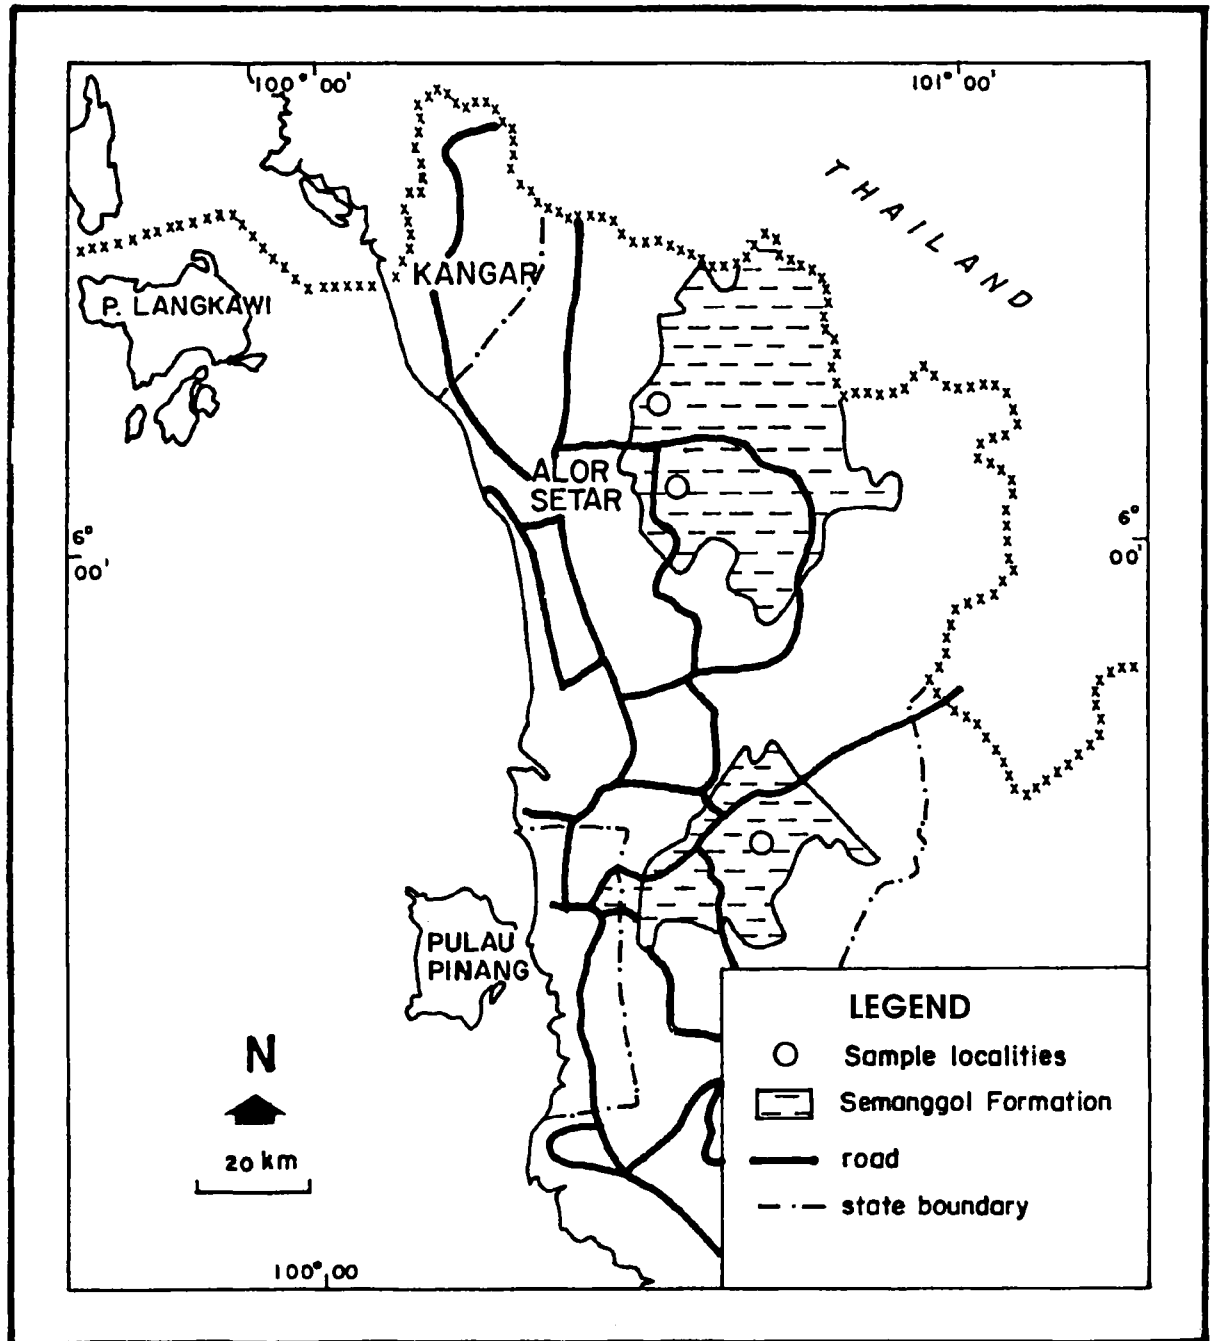 100° 00'
101° 00'
THAILAND
KANGAR
P. LANGKAWI
ALOR
SETAR
6°
00'
6°
00'
PULAU
PINANG
N
20 km
LEGEND
Sample localities
Semanggol Formation
road
state boundary
100° 00